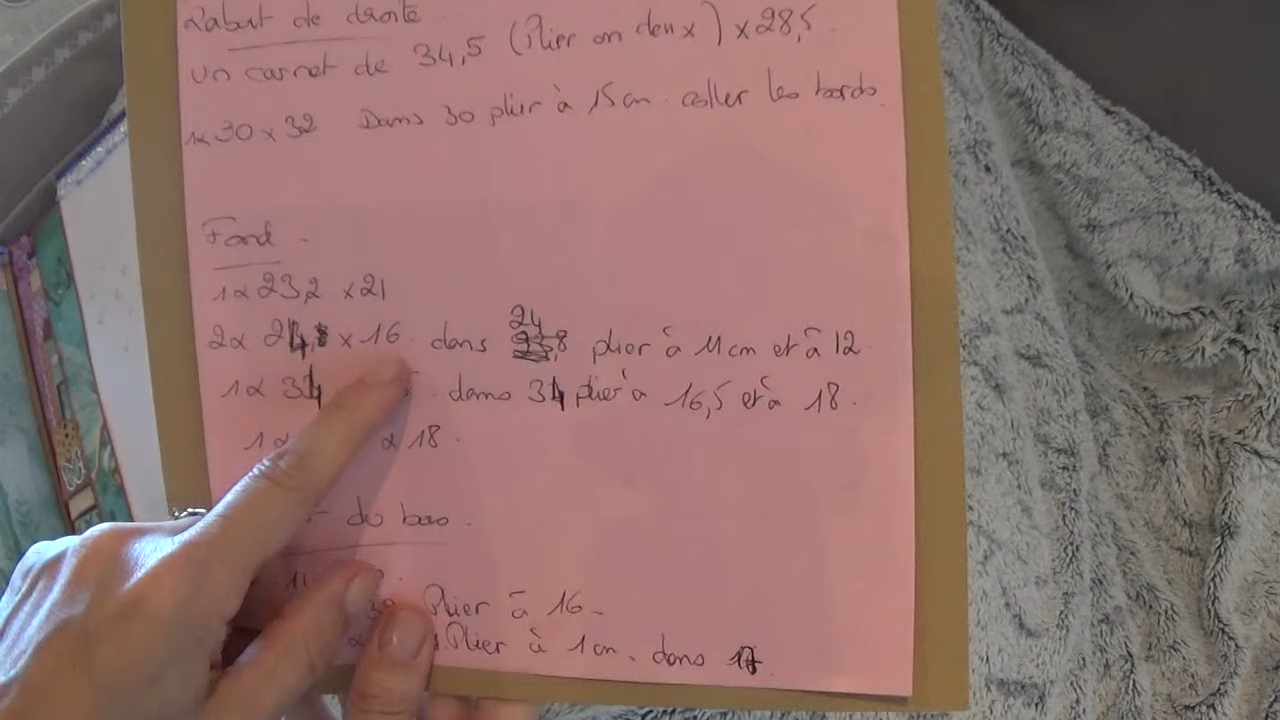 Rabat de droite
Un carnet de 34,5 (Plier en deux) x 28,5.
1x 30 x 32 Dans 30 plier à 15 cm. coller les bords.
Fond.
1x 23,2 x 21
2x 24,8 x 16. dans 24,8 plier à 11 cm et à 12
1x 34 dans 34 plier à 16,5 et à 18.
1x x 18.
du bas.
Plier à 16.
Plier à 1 cm. dans 17